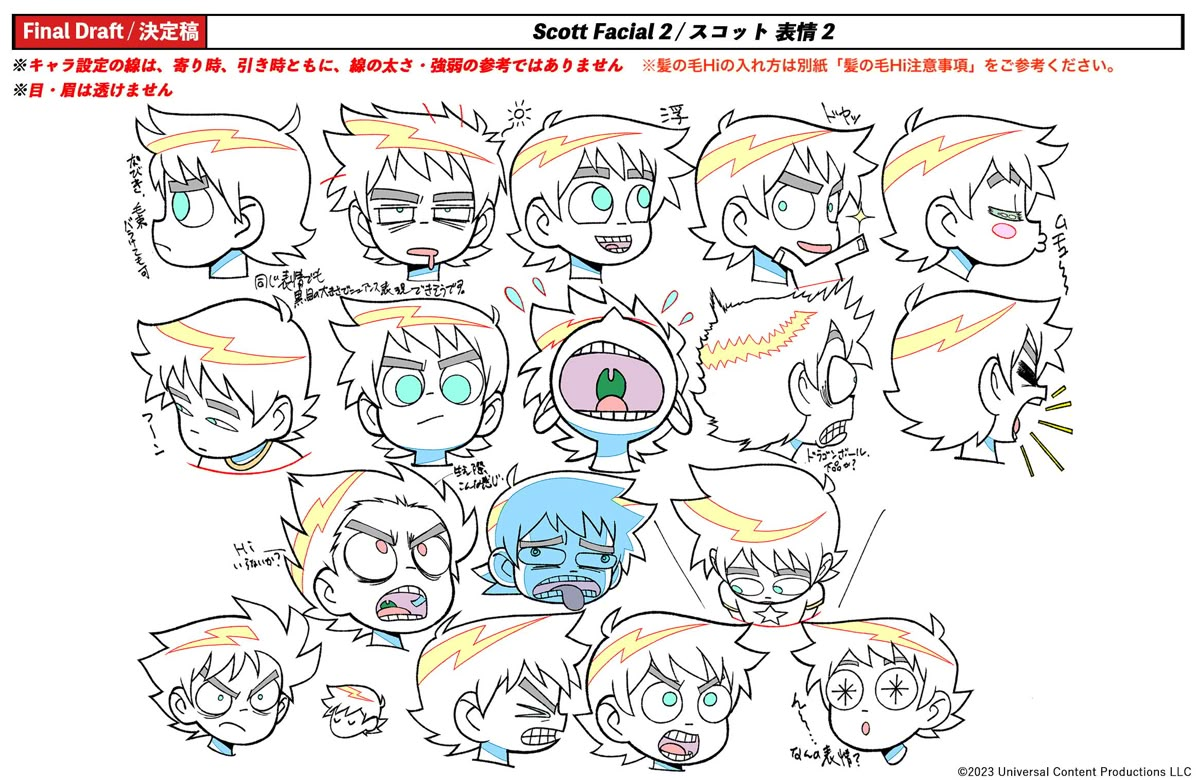 Final Draft / 決定稿
Scott Facial 2 / スコット 表情 2
※キャラ設定の線は、寄り時、引き時ともに、線の太さ・強弱の参考ではありません ※髪の毛Hiの入れ方は別紙「髪の毛Hi注意事項」をご参考ください。
※目・眉は透けません
浮
ドヤッ
同じ表情でも
黒目の大きさでニュアンス表現できそうです。
ドラゴンボール、
下品か?
こんな感じ。
Hi
いらないか?
ん〜
なんの表情?
©2023 Universal Content Productions LLC